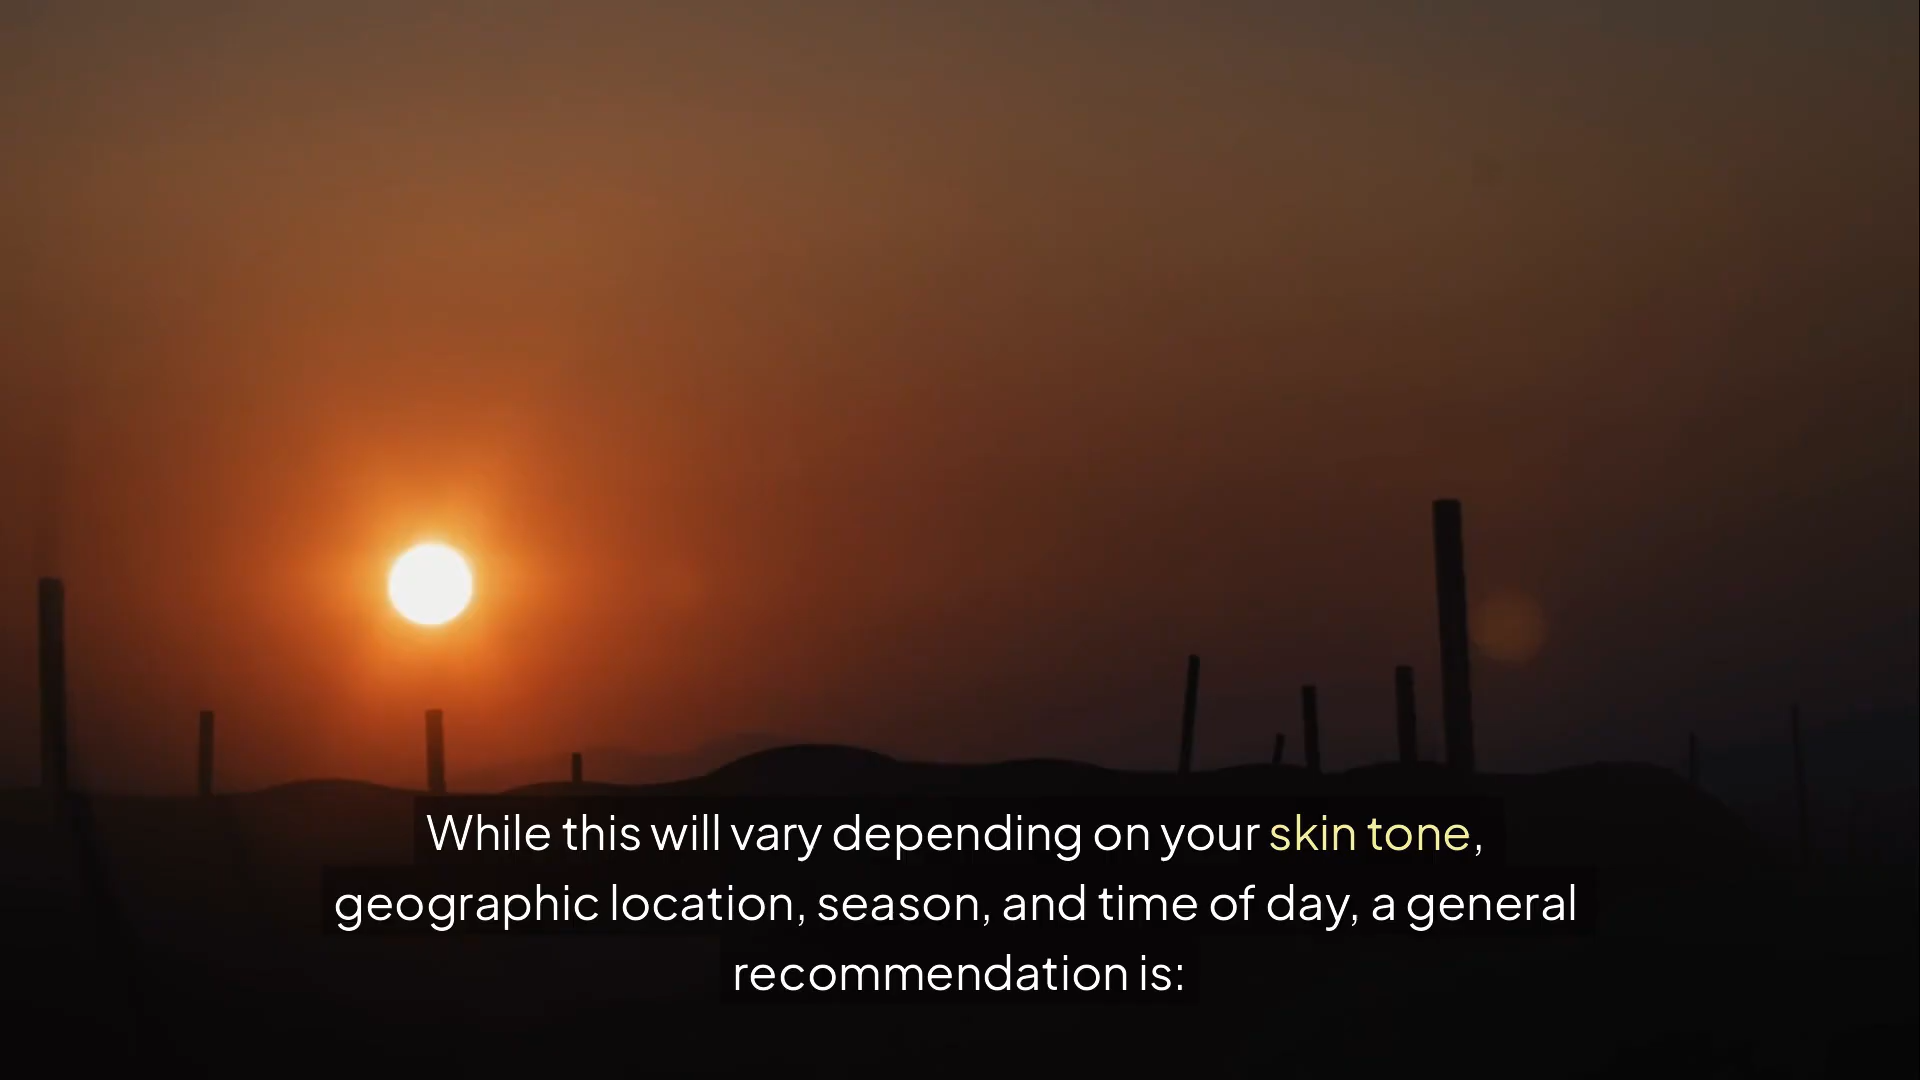 While this will vary depending on your skin tone,
geographic location, season, and time of day, a general
recommendation is: